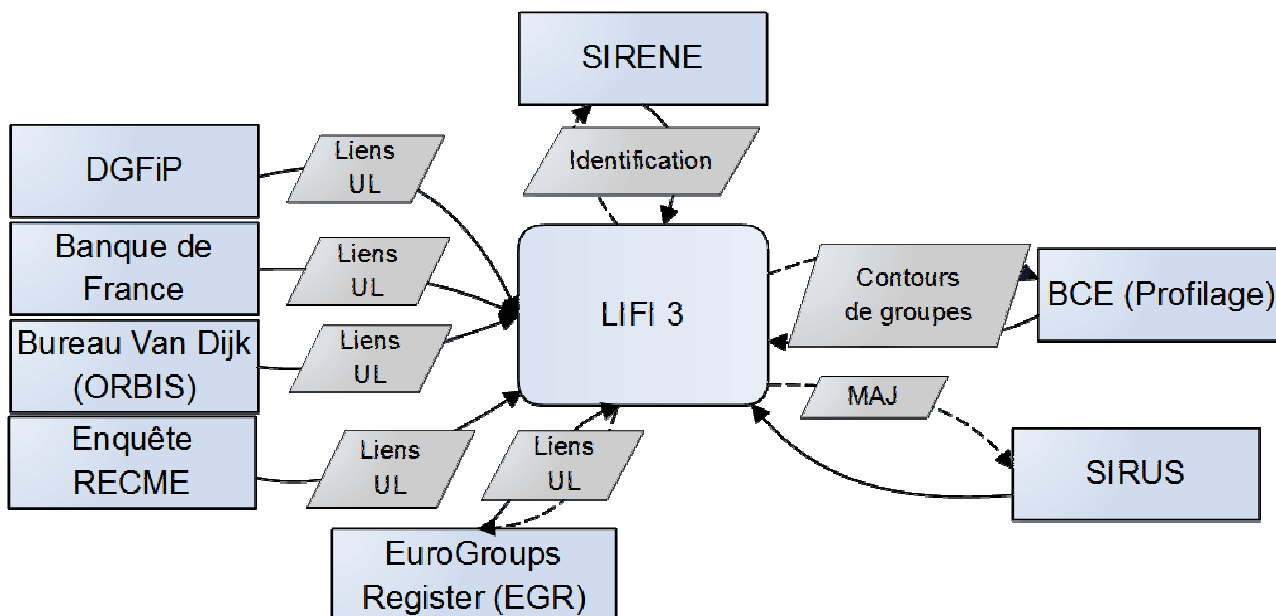 SIRENE
Identification
DGFiP
Liens
UL
Banque de
France
Liens
UL
Bureau Van Dijk
(ORBIS)
Liens
UL
Enquête
RECME
Liens
UL
LIFI 3
Contours
de groupes
BCE (Profilage)
MAJ
SIRUS
Liens
UL
EuroGroups
Register (EGR)